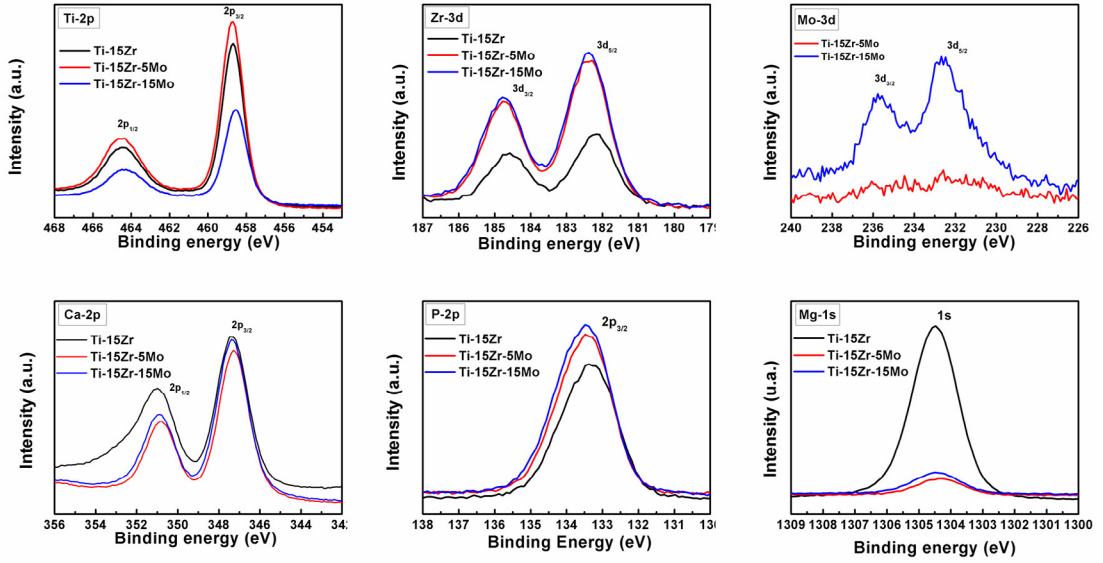 Ti-2p
Ti-15Zr
Ti-15Zr-5Mo
Ti-15Zr-15Mo
2p3/2
2p1/2
Intensity (a.u.)
468 466 464 462 460 458 456 454
Binding energy (eV)
Zr-3d
Ti-15Zr
Ti-15Zr-5Mo
Ti-15Zr-15Mo
3d5/2
3d3/2
Intensity (a.u.)
187 186 185 184 183 182 181 180 179
Binding energy (eV)
Mo-3d
Ti-15Zr-5Mo
Ti-15Zr-15Mo
3d5/2
3d3/2
Intensity (a.u.)
240 238 236 234 232 230 228 226
Binding energy (eV)
Ca-2p
Ti-15Zr
Ti-15Zr-5Mo
Ti-15Zr-15Mo
2p3/2
2p1/2
Intensity (a.u.)
356 354 352 350 348 346 344
Binding energy (eV)
P-2p
Ti-15Zr
Ti-15Zr-5Mo
Ti-15Zr-15Mo
2p3/2
Intensity (a.u.)
138 137 136 135 134 133 132 131
Binding Energy (eV)
Mg-1s
Ti-15Zr
Ti-15Zr-5Mo
Ti-15Zr-15Mo
1s
Intensity (u.a.)
1309 1308 1307 1306 1305 1304 1303 1302 1301 1300
Binding energy (eV)